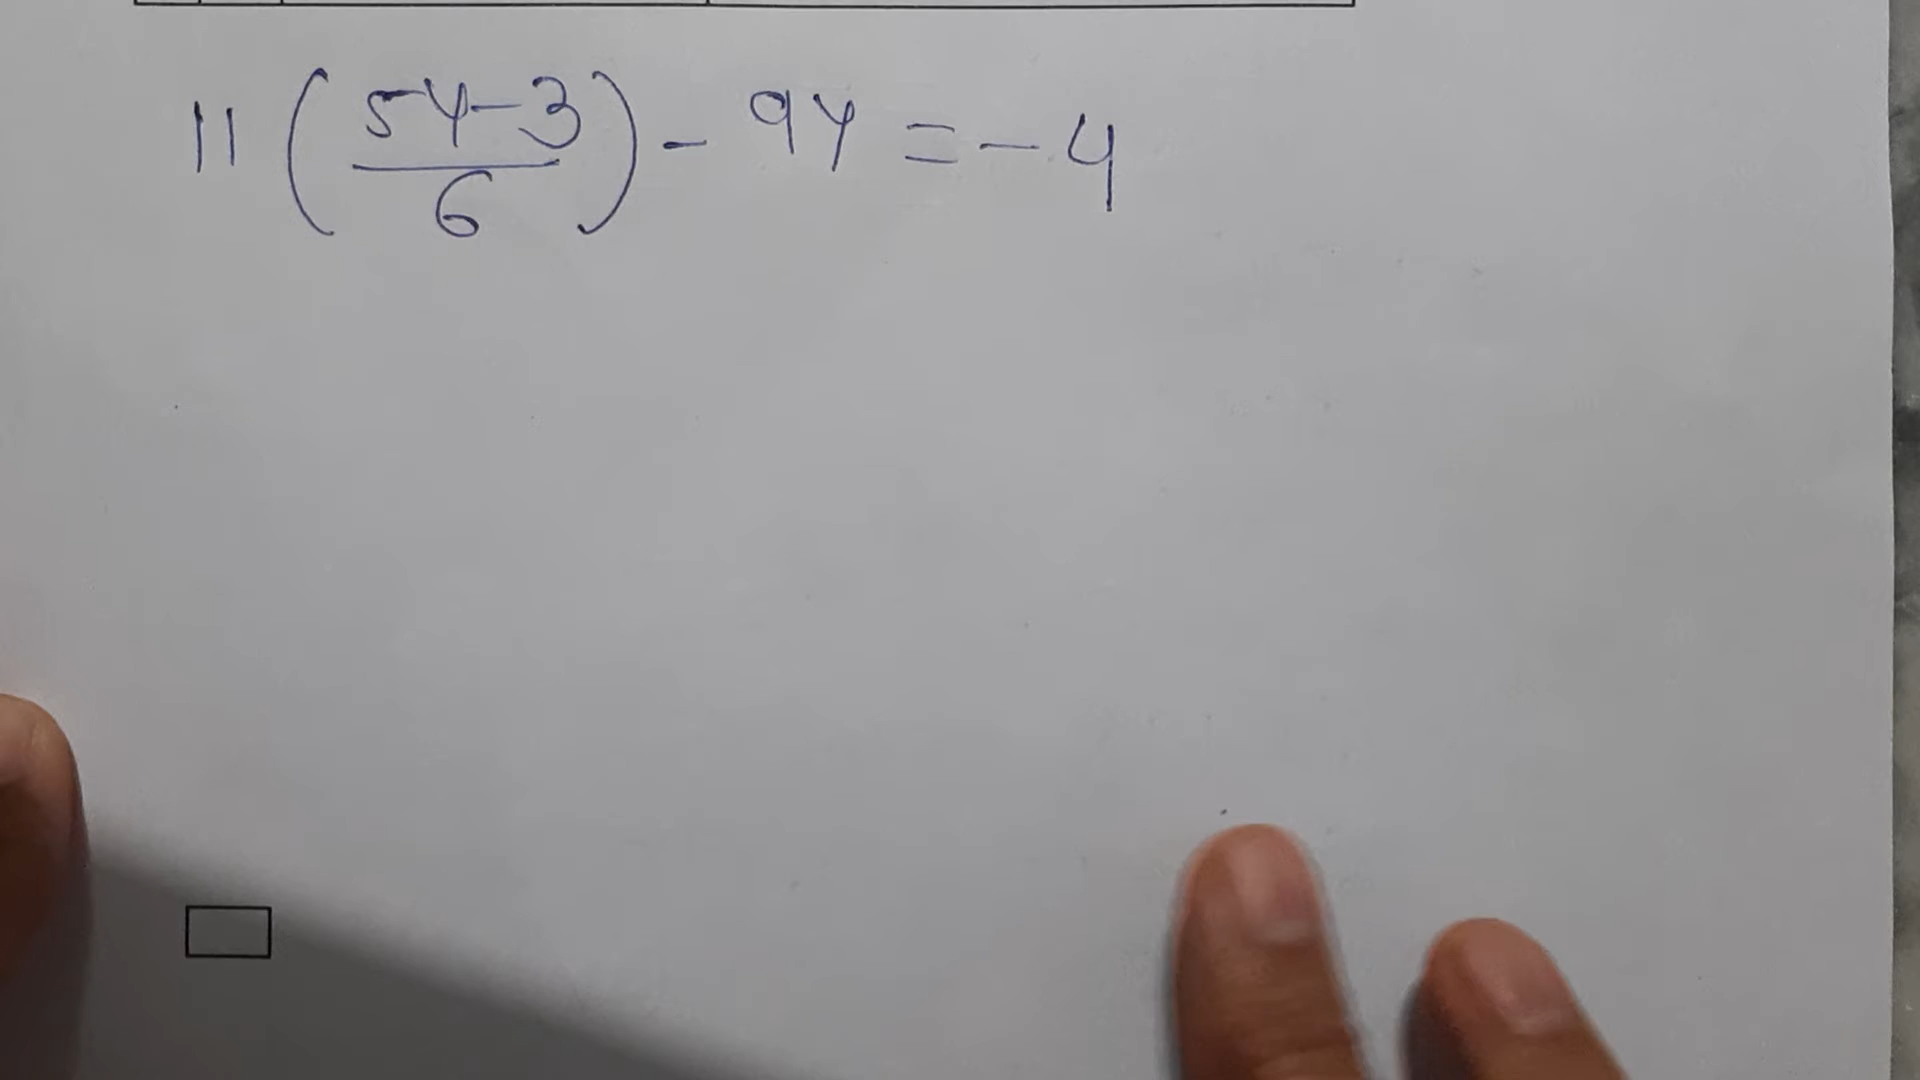 11 ( 5y - 3 / 6 ) - 9y = - 4